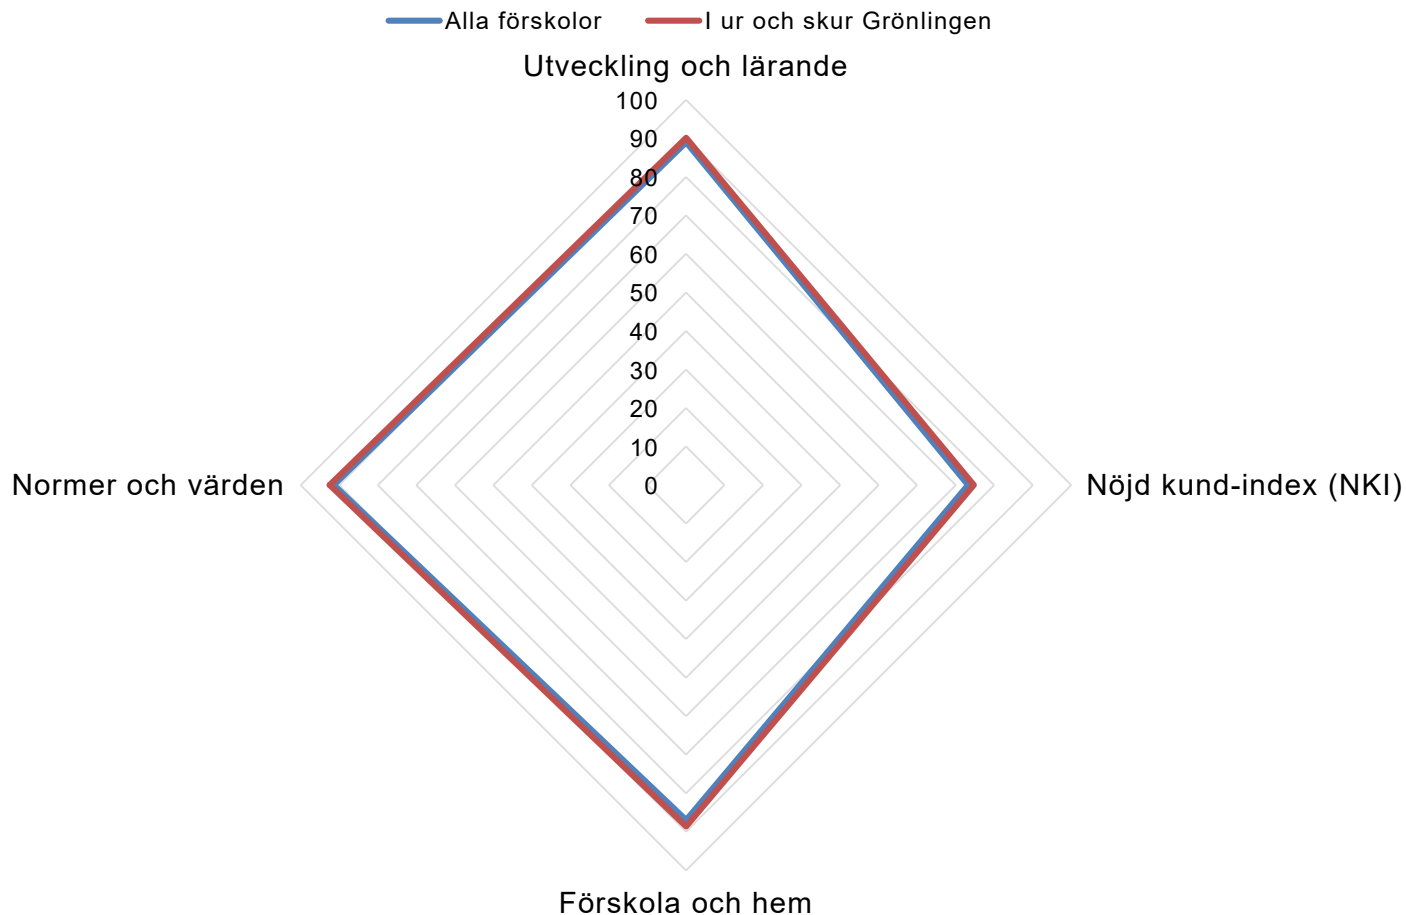 Alla förskolor I ur och skur Grönlingen
Utveckling och lärande
100
90
80
70
60
50
40
30
20
10
0
Normer och värden
Nöjd kund-index (NKI)
Förskola och hem